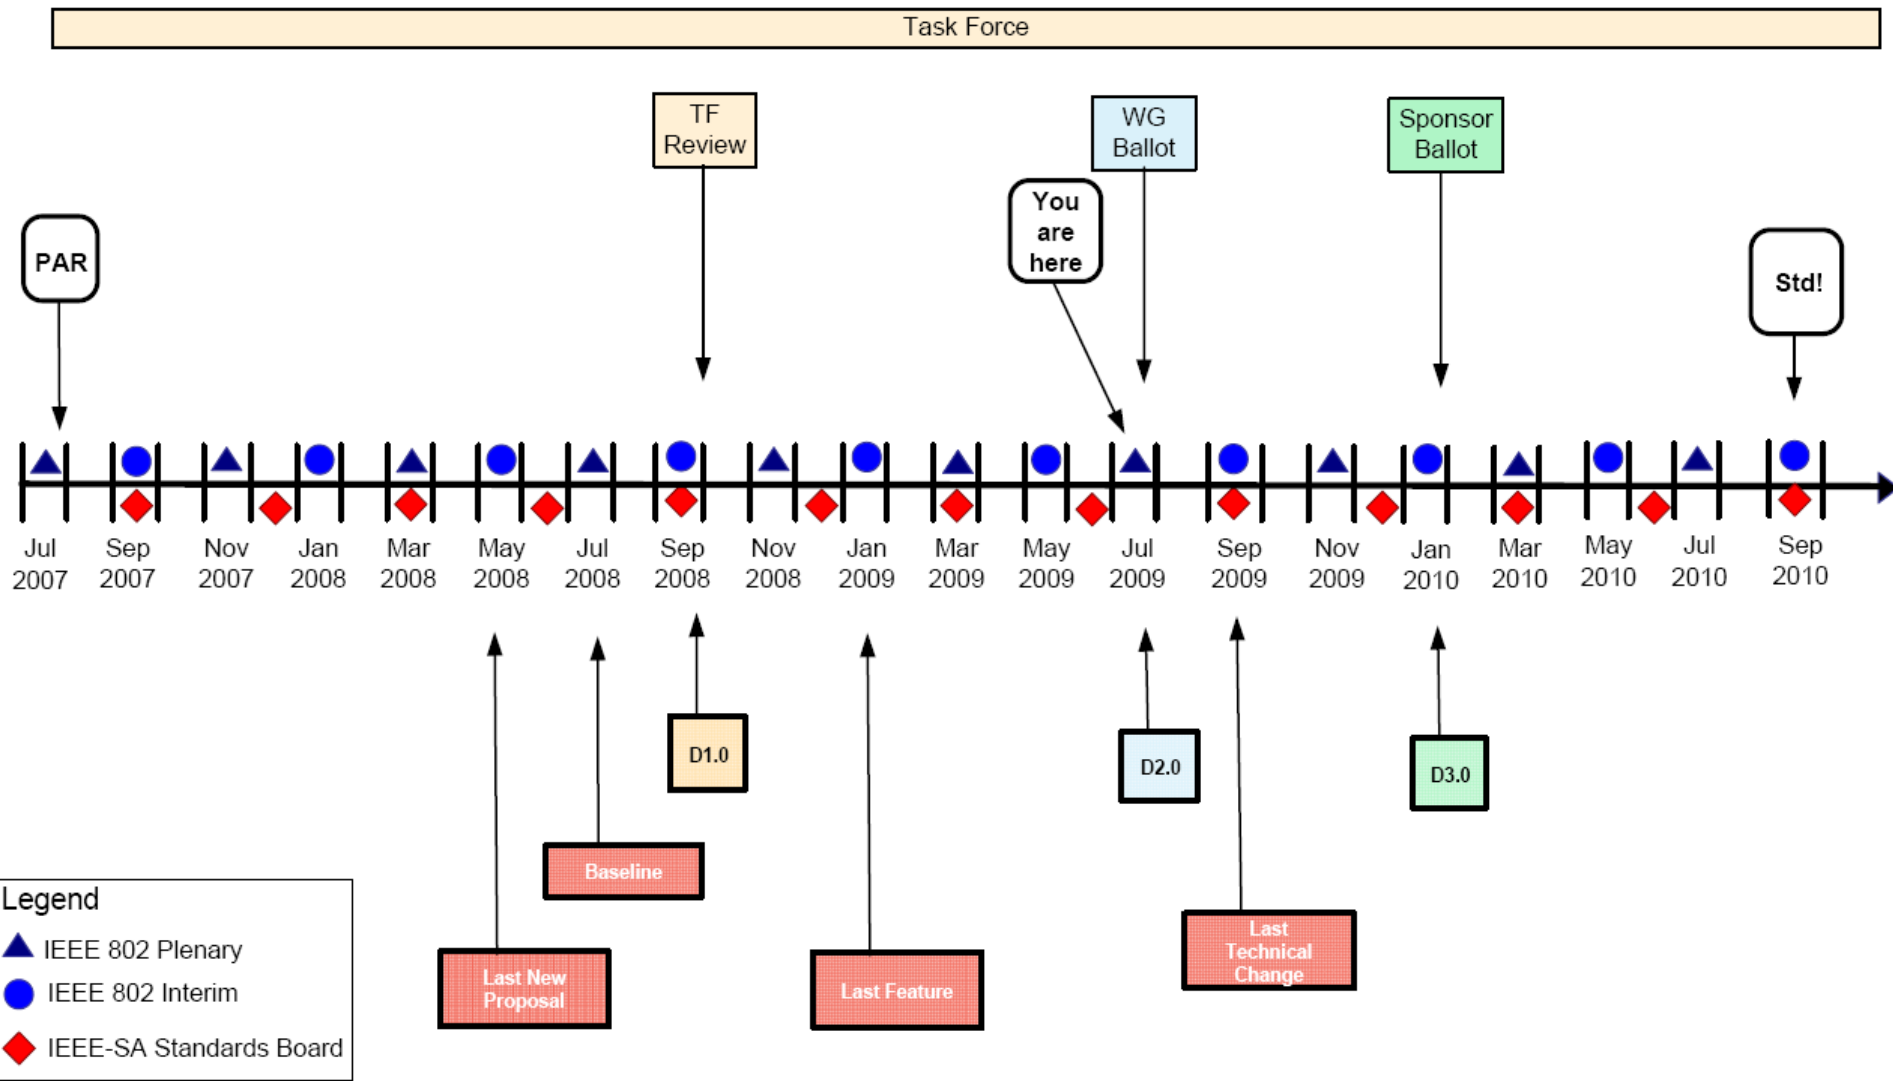 Task Force
TF
Review
WG
Ballot
Sponsor
Ballot
You
are
here
PAR
Std!
Jul
2007
Sep
2007
Nov
2007
Jan
2008
Mar
2008
May
2008
Jul
2008
Sep
2008
Nov
2008
Jan
2009
Mar
2009
May
2009
Jul
2009
Sep
2009
Nov
2009
Jan
2010
Mar
2010
May
2010
Jul
2010
Sep
2010
D1.0
D2.0
D3.0
Baseline
Last New
Proposal
Last Feature
Last
Technical
Change
Legend
IEEE 802 Plenary
IEEE 802 Interim
IEEE-SA Standards Board